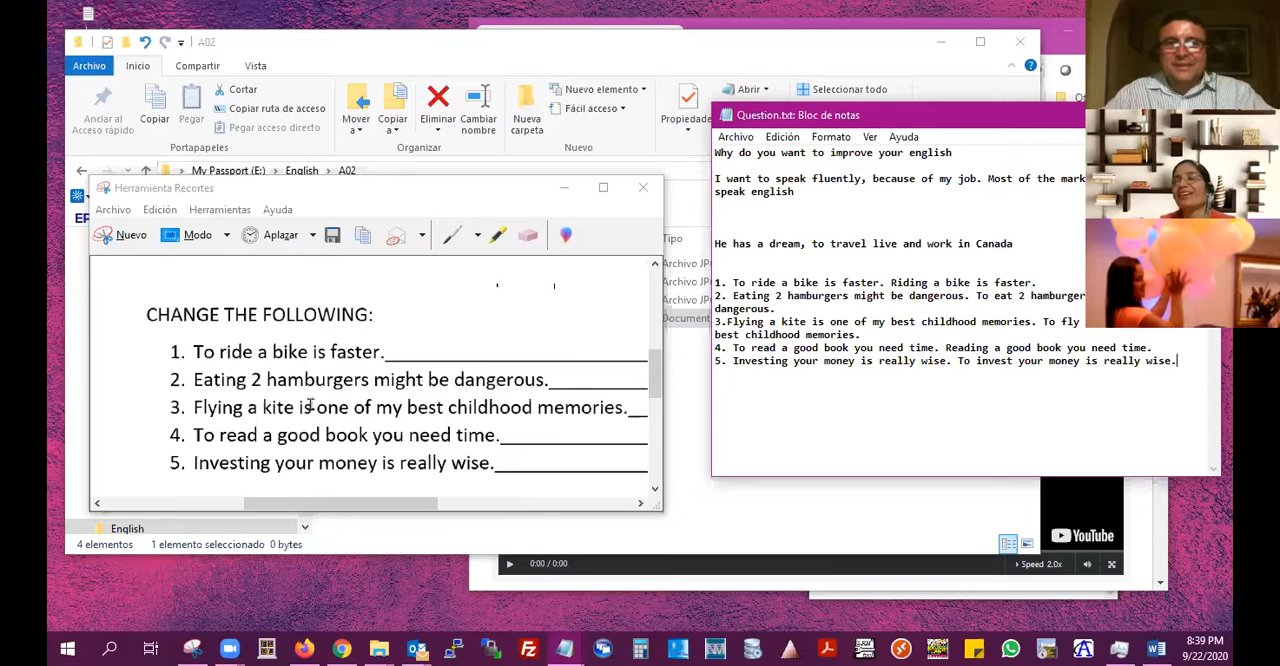 A02
Archivo
Inicio
Compartir
Vista
Anclar al Acceso rápido
Copiar
Pegar
Cortar
Copiar ruta de acceso
Pegar acceso directo
Mover a
Copiar a
Eliminar
Cambiar nombre
Nueva carpeta
Nuevo elemento
Fácil acceso
Propiedades
Abrir
Seleccionar todo
Portapapeles
Organizar
Nuevo
My Passport (E:) > English > A02
Herramienta Recortes
Archivo Edición Herramientas Ayuda
Nuevo Modo Aplazar
CHANGE THE FOLLOWING:
1. To ride a bike is faster.
2. Eating 2 hamburgers might be dangerous.
3. Flying a kite is one of my best childhood memories.
4. To read a good book you need time.
5. Investing your money is really wise.
English
4 elementos 1 elemento seleccionado 0 bytes
Tipo
Archivo JP
Archivo JP
Archivo JP
Document
Question.txt: Bloc de notas
Archivo Edición Formato Ver Ayuda
Why do you want to improve your english
I want to speak fluently, because of my job. Most of the mark
speak english
He has a dream, to travel live and work in Canada
1. To ride a bike is faster. Riding a bike is faster.
2. Eating 2 hamburgers might be dangerous. To eat 2 hamburger
dangerous.
3.Flying a kite is one of my best childhood memories. To fly
best childhood memories.
4. To read a good book you need time. Reading a good book you need time.
5. Investing your money is really wise. To invest your money is really wise.
YouTube
0:00 / 0:00
Speed 2.0x
8:39 PM
9/22/2020